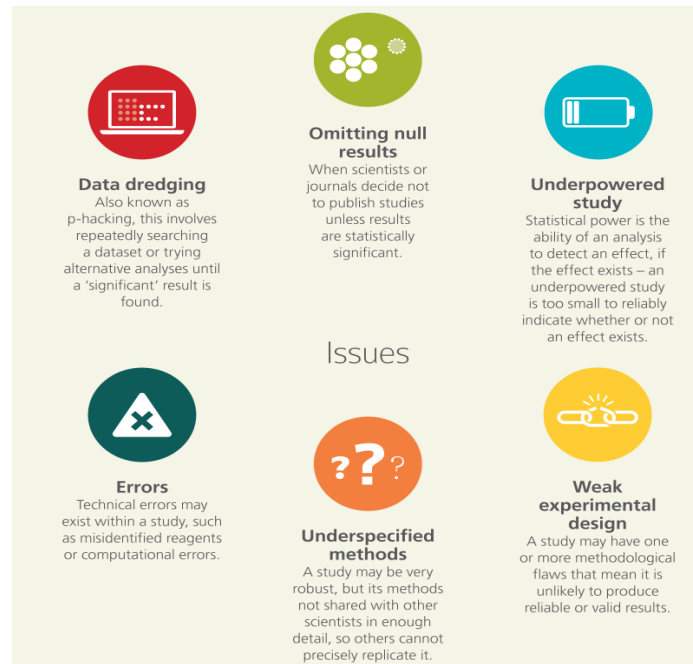 Omitting null
results
When scientists or
journals decide not
to publish studies
unless results
are statistically
significant.
Data dredging
Also known as
p-hacking, this involves
repeatedly searching
a dataset or trying
alternative analyses until
a ‘significant’ result is
found.
Underpowered
study
Statistical power is the
ability of an analysis
to detect an effect, if
the effect exists – an
underpowered study
is too small to reliably
indicate whether or not
an effect exists.
Issues
Errors
Technical errors may
exist within a study, such
as misidentified reagents
or computational errors.
???
Underspecified
methods
A study may be very
robust, but its methods
not shared with other
scientists in enough
detail, so others cannot
precisely replicate it.
Weak
experimental
design
A study may have one
or more methodological
flaws that mean it is
unlikely to produce
reliable or valid results.